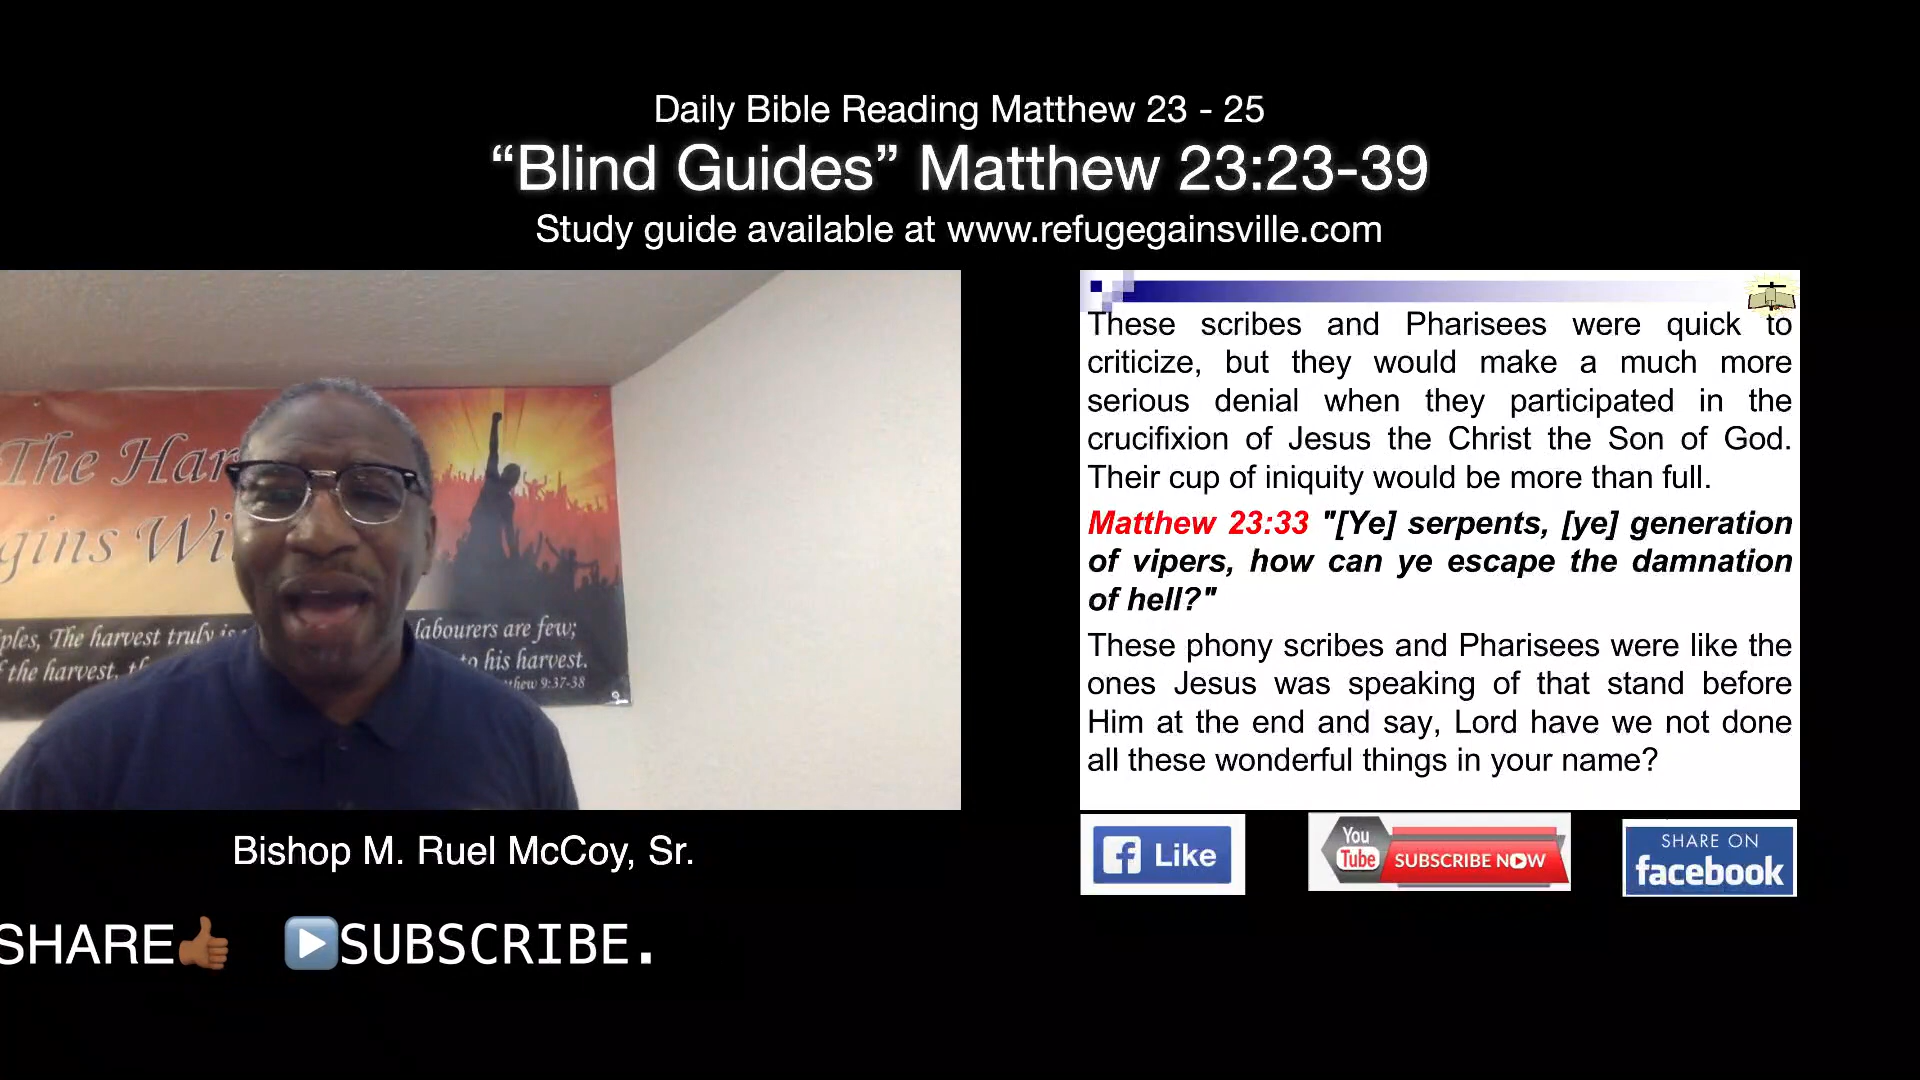 Daily Bible Reading Matthew 23 - 25
“Blind Guides” Matthew 23:23-39
Study guide available at www.refugegainsville.com
The Har
gins Wi
ples, The harvest truly is
labourers are few;
f the harvest, th
to his harvest.
thew 9:37-38
These scribes and Pharisees were quick to
criticize, but they would make a much more
serious denial when they participated in the
crucifixion of Jesus the Christ the Son of God.
Their cup of iniquity would be more than full.
Matthew 23:33 "[Ye] serpents, [ye] generation
of vipers, how can ye escape the damnation
of hell?"
These phony scribes and Pharisees were like the
ones Jesus was speaking of that stand before
Him at the end and say, Lord have we not done
all these wonderful things in your name?
Bishop M. Ruel McCoy, Sr.
Like
You
Tube
SUBSCRIBE NOW
SHARE ON
facebook
SHARE
SUBSCRIBE.